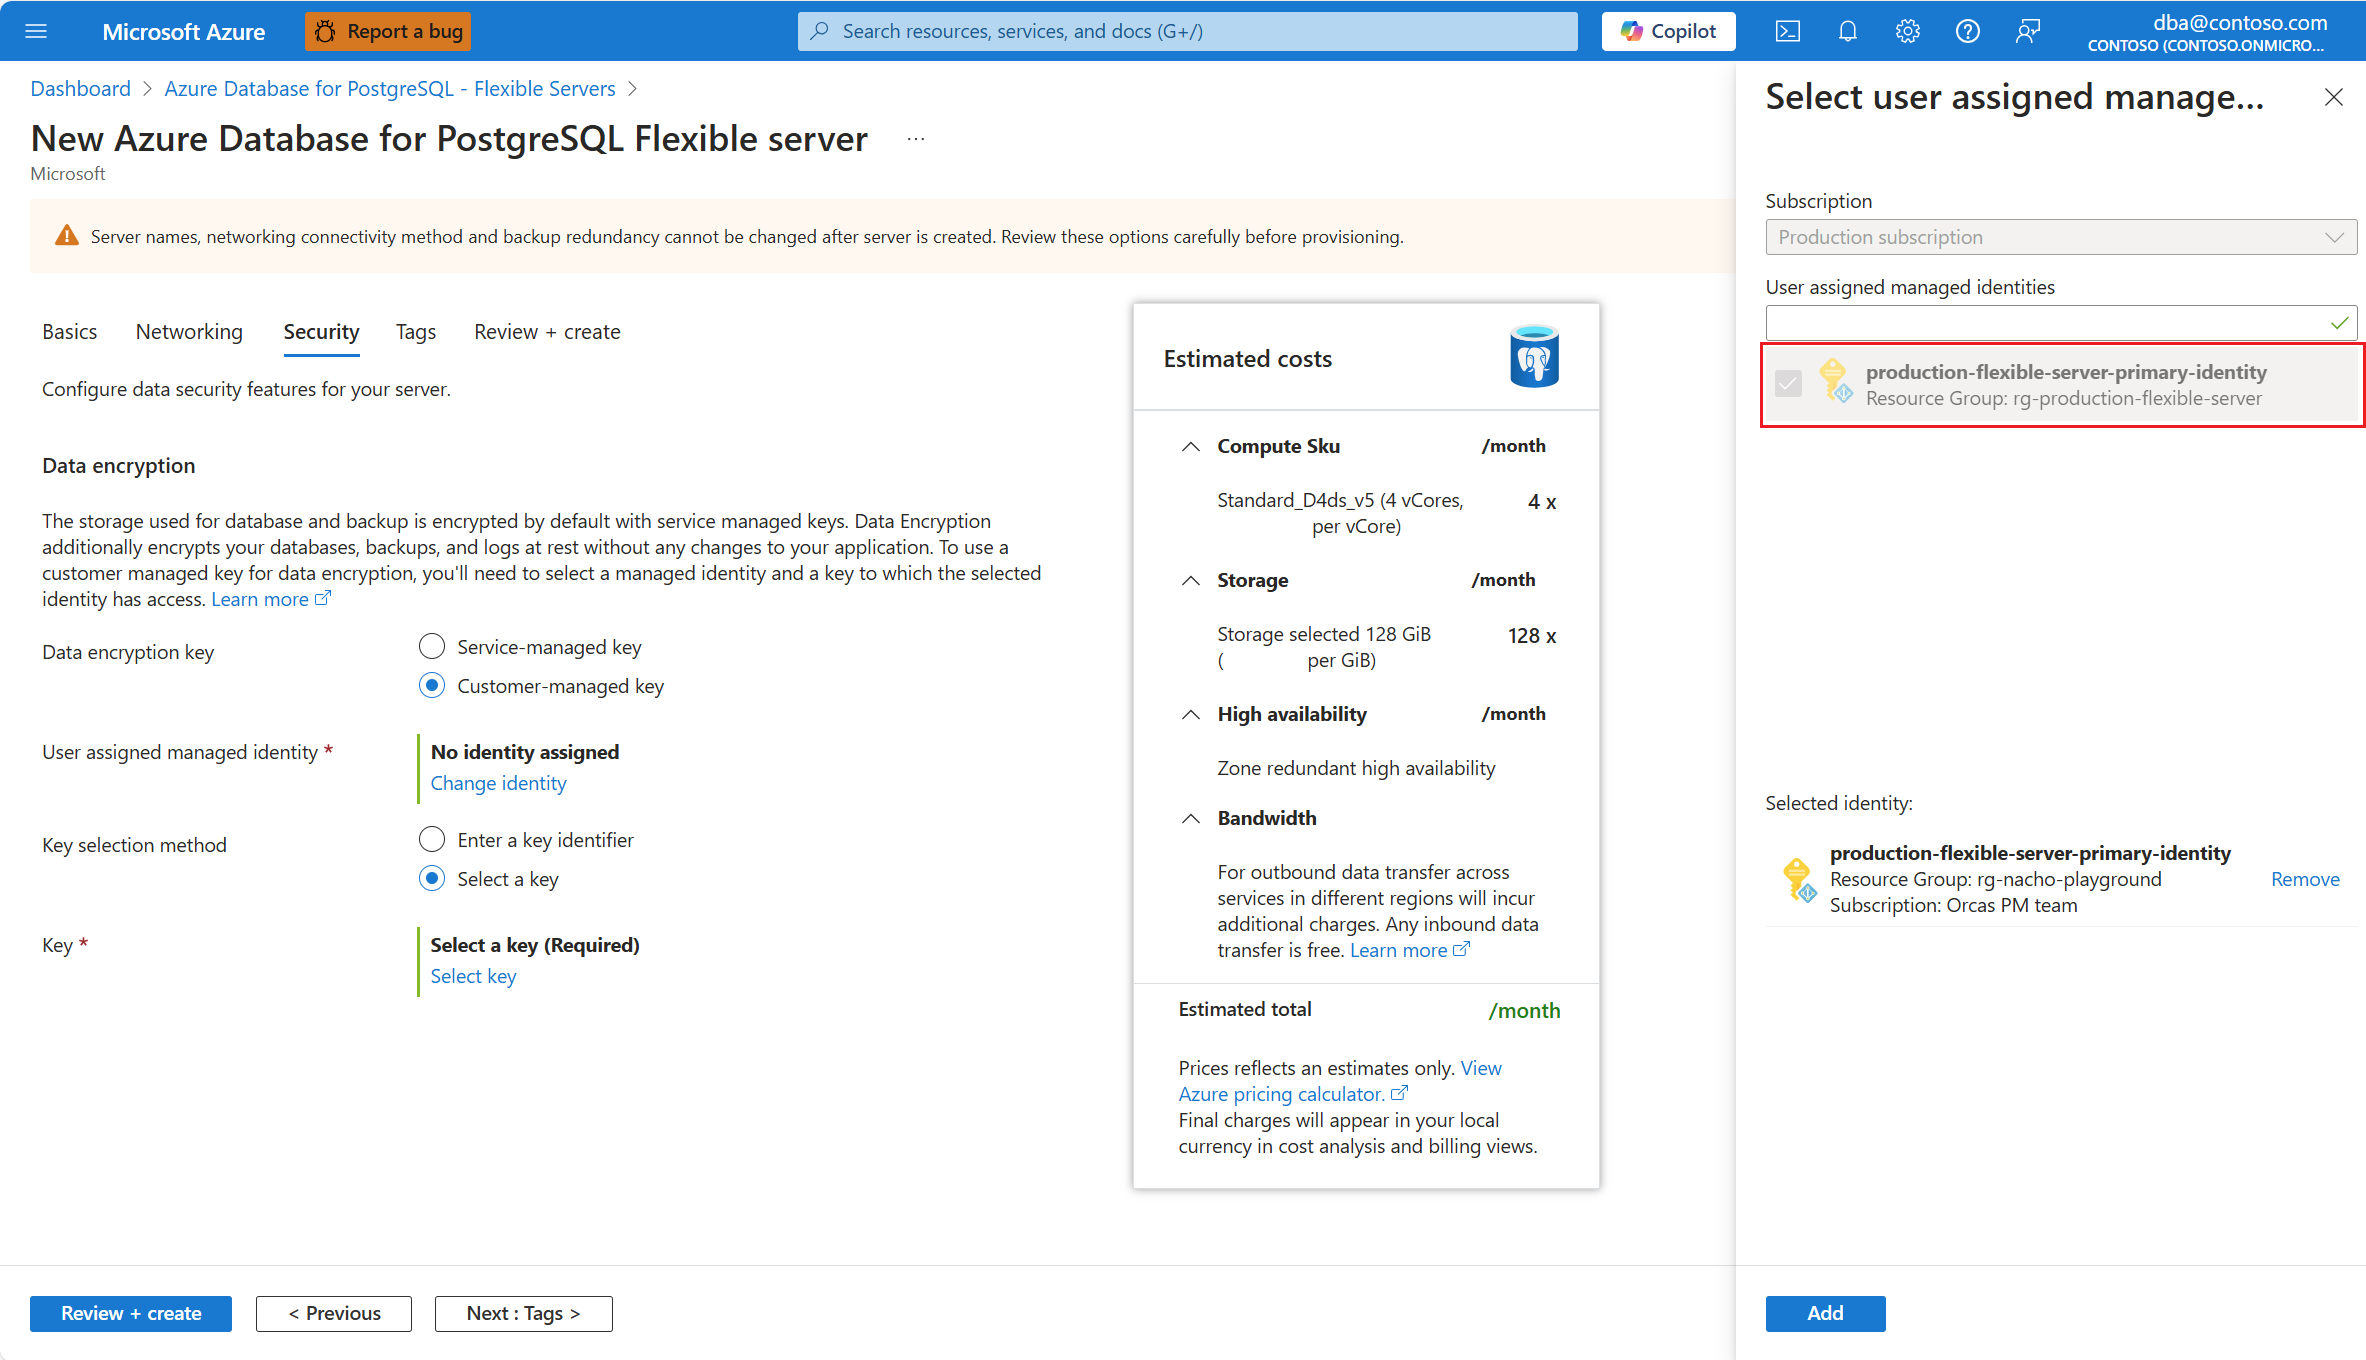 Microsoft Azure
Report a bug
Search resources, services, and docs (G+/)
Copilot
dba@contoso.com
CONTOSO (CONTOSO.ONMICRO...
Dashboard > Azure Database for PostgreSQL - Flexible Servers >
New Azure Database for PostgreSQL Flexible server ...
Microsoft
Server names, networking connectivity method and backup redundancy cannot be changed after server is created. Review these options carefully before provisioning.
Basics
Networking
Security
Tags
Review + create
Configure data security features for your server.
Data encryption
The storage used for database and backup is encrypted by default with service managed keys. Data Encryption
additionally encrypts your databases, backups, and logs at rest without any changes to your application. To use a
customer managed key for data encryption, you'll need to select a managed identity and a key to which the selected
identity has access. Learn more
Data encryption key
Service-managed key
Customer-managed key
User assigned managed identity *
No identity assigned
Change identity
Key selection method
Enter a key identifier
Select a key
Key *
Select a key (Required)
Select key
Estimated costs
Compute Sku /month
Standard_D4ds_v5 (4 vCores, 4 x
per vCore)
Storage /month
Storage selected 128 GiB 128 x
( per GiB)
High availability /month
Zone redundant high availability
Bandwidth
For outbound data transfer across
services in different regions will incur
additional charges. Any inbound data
transfer is free. Learn more
Estimated total /month
Prices reflects an estimates only. View
Azure pricing calculator.
Final charges will appear in your local
currency in cost analysis and billing views.
Review + create
< Previous
Next : Tags >
Select user assigned manage...
Subscription
Production subscription
User assigned managed identities
production-flexible-server-primary-identity
Resource Group: rg-production-flexible-server
Selected identity:
production-flexible-server-primary-identity
Resource Group: rg-nacho-playground
Remove
Subscription: Orcas PM team
Add